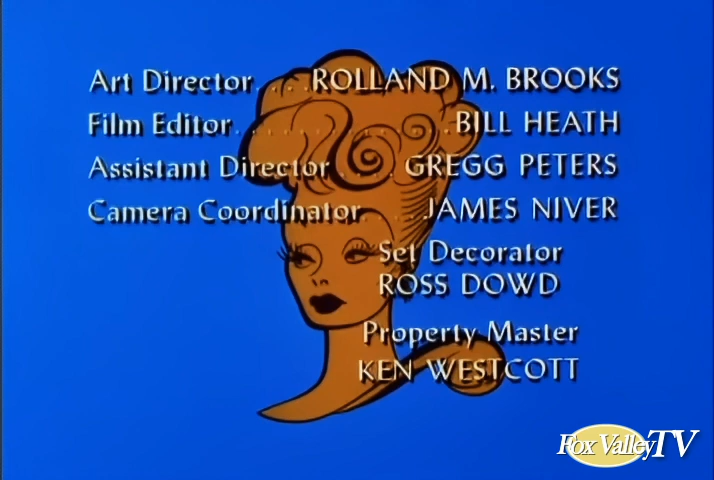 Art Director. . . . ROLLAND M. BROOKS
Film Editor. . . . . . . . . . . . . . BILL HEATH
Assistant Director. . . . . GREGG PETERS
Camera Coordinator. . . . . JAMES NIVER
Set Decorator
ROSS DOWD
Property Master
KEN WESTCOTT
Fox Valley TV